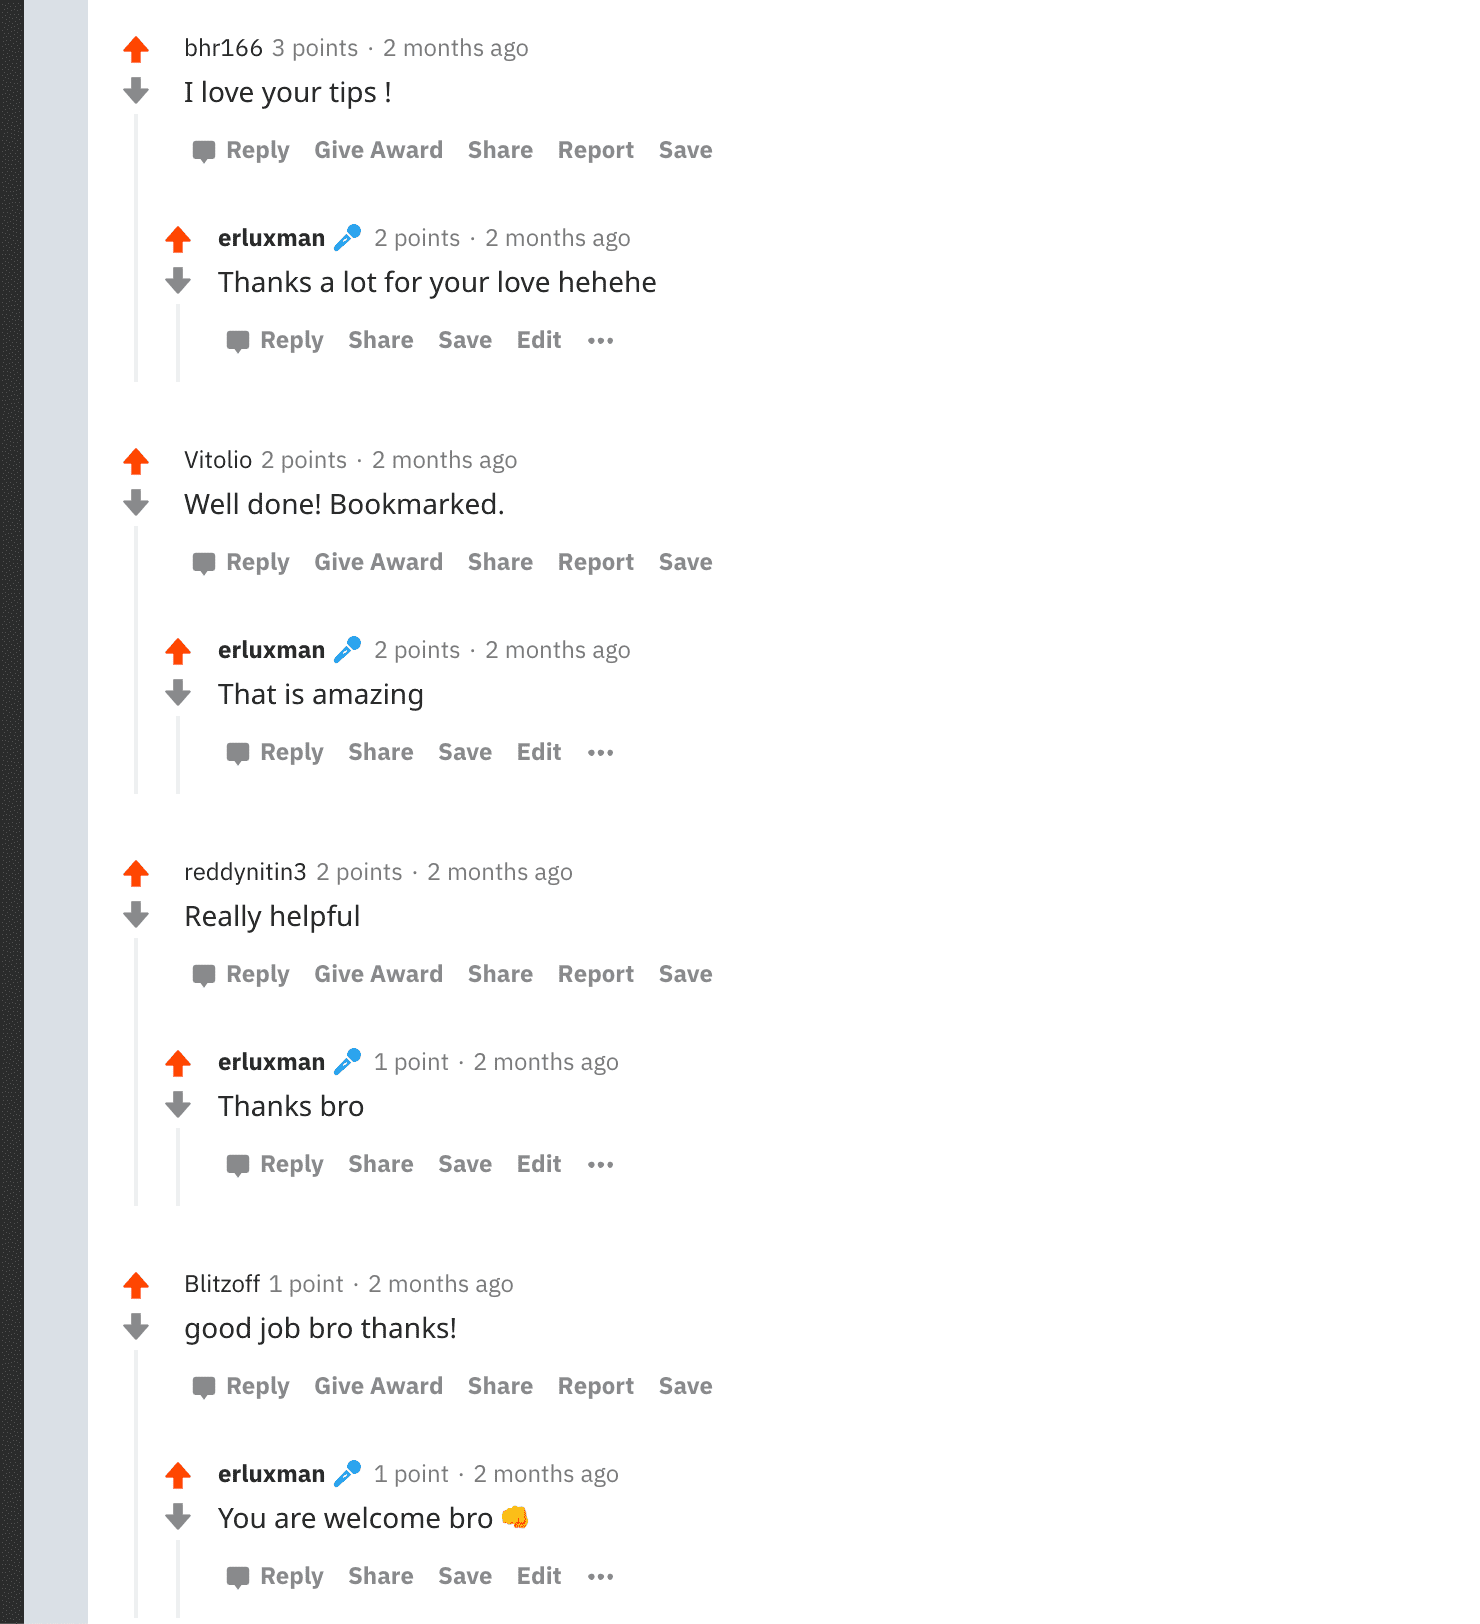 bhr166 3 points · 2 months ago
I love your tips !
Reply Give Award Share Report Save
erluxman 🎤 2 points · 2 months ago
Thanks a lot for your love hehehe
Reply Share Save Edit •••
Vitolio 2 points · 2 months ago
Well done! Bookmarked.
Reply Give Award Share Report Save
erluxman 🎤 2 points · 2 months ago
That is amazing
Reply Share Save Edit •••
reddynitin3 2 points · 2 months ago
Really helpful
Reply Give Award Share Report Save
erluxman 🎤 1 point · 2 months ago
Thanks bro
Reply Share Save Edit •••
Blitzoff 1 point · 2 months ago
good job bro thanks!
Reply Give Award Share Report Save
erluxman 🎤 1 point · 2 months ago
You are welcome bro 👊
Reply Share Save Edit •••